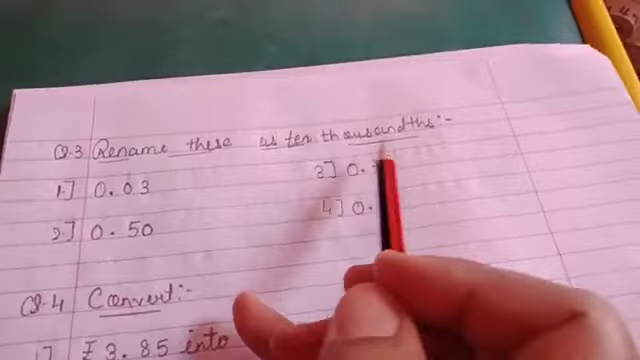 Q.3 Rename these as ten thousandths:-
1.] 0.03 3] 0.
2.] 0.50 4] 0.
Q.4 Convert:-
1] ₹3.85 into